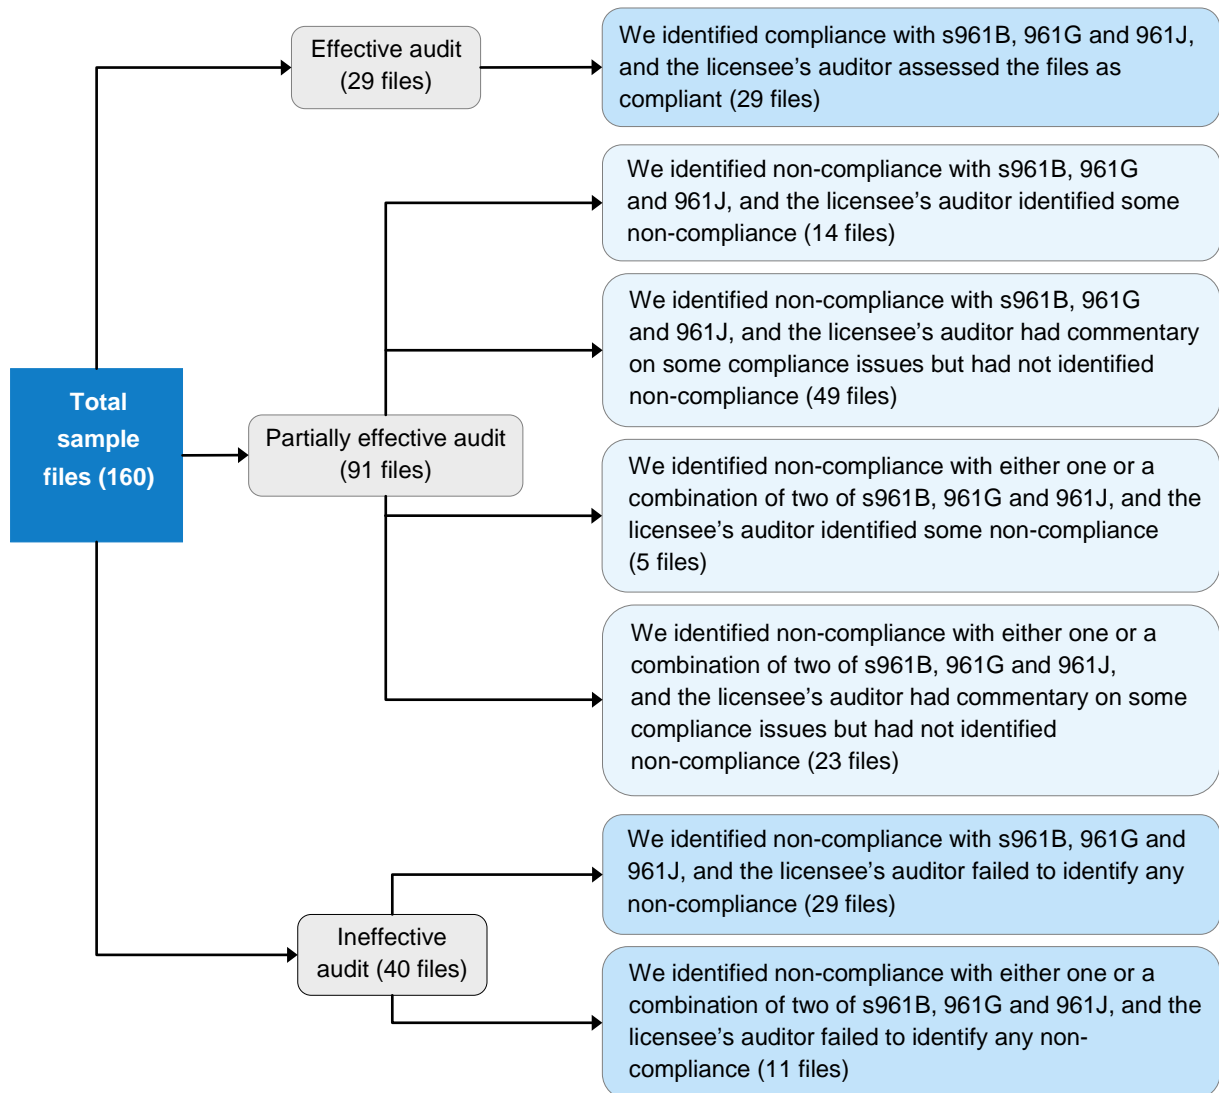 Total
sample
files (160)
Effective audit
(29 files)
We identified compliance with s961B, 961G and 961J,
and the licensee’s auditor assessed the files as
compliant (29 files)
Partially effective audit
(91 files)
We identified non-compliance with s961B, 961G
and 961J, and the licensee’s auditor identified some
non-compliance (14 files)
We identified non-compliance with s961B, 961G
and 961J, and the licensee’s auditor had commentary
on some compliance issues but had not identified
non-compliance (49 files)
We identified non-compliance with either one or a
combination of two of s961B, 961G and 961J, and the
licensee’s auditor identified some non-compliance
(5 files)
We identified non-compliance with either one or a
combination of two of s961B, 961G and 961J,
and the licensee’s auditor had commentary on some
compliance issues but had not identified
non-compliance (23 files)
Ineffective
audit (40 files)
We identified non-compliance with s961B, 961G and
961J, and the licensee’s auditor failed to identify any
non-compliance (29 files)
We identified non-compliance with either one or a
combination of two of s961B, 961G and 961J, and the
licensee’s auditor failed to identify any non-
compliance (11 files)